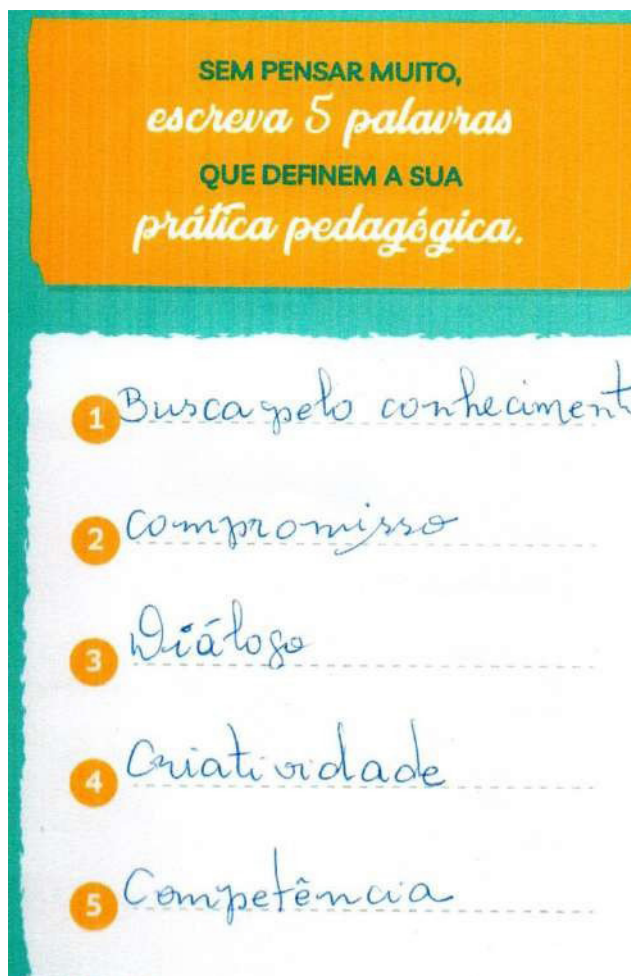 SEM PENSAR MUITO,
escreva 5 palavras
QUE DEFINEM A SUA
prática pedagógica.
1 Busca pelo conheciment
2 Compromisso
3 Diálogo
4 Criatividade
5 Competência